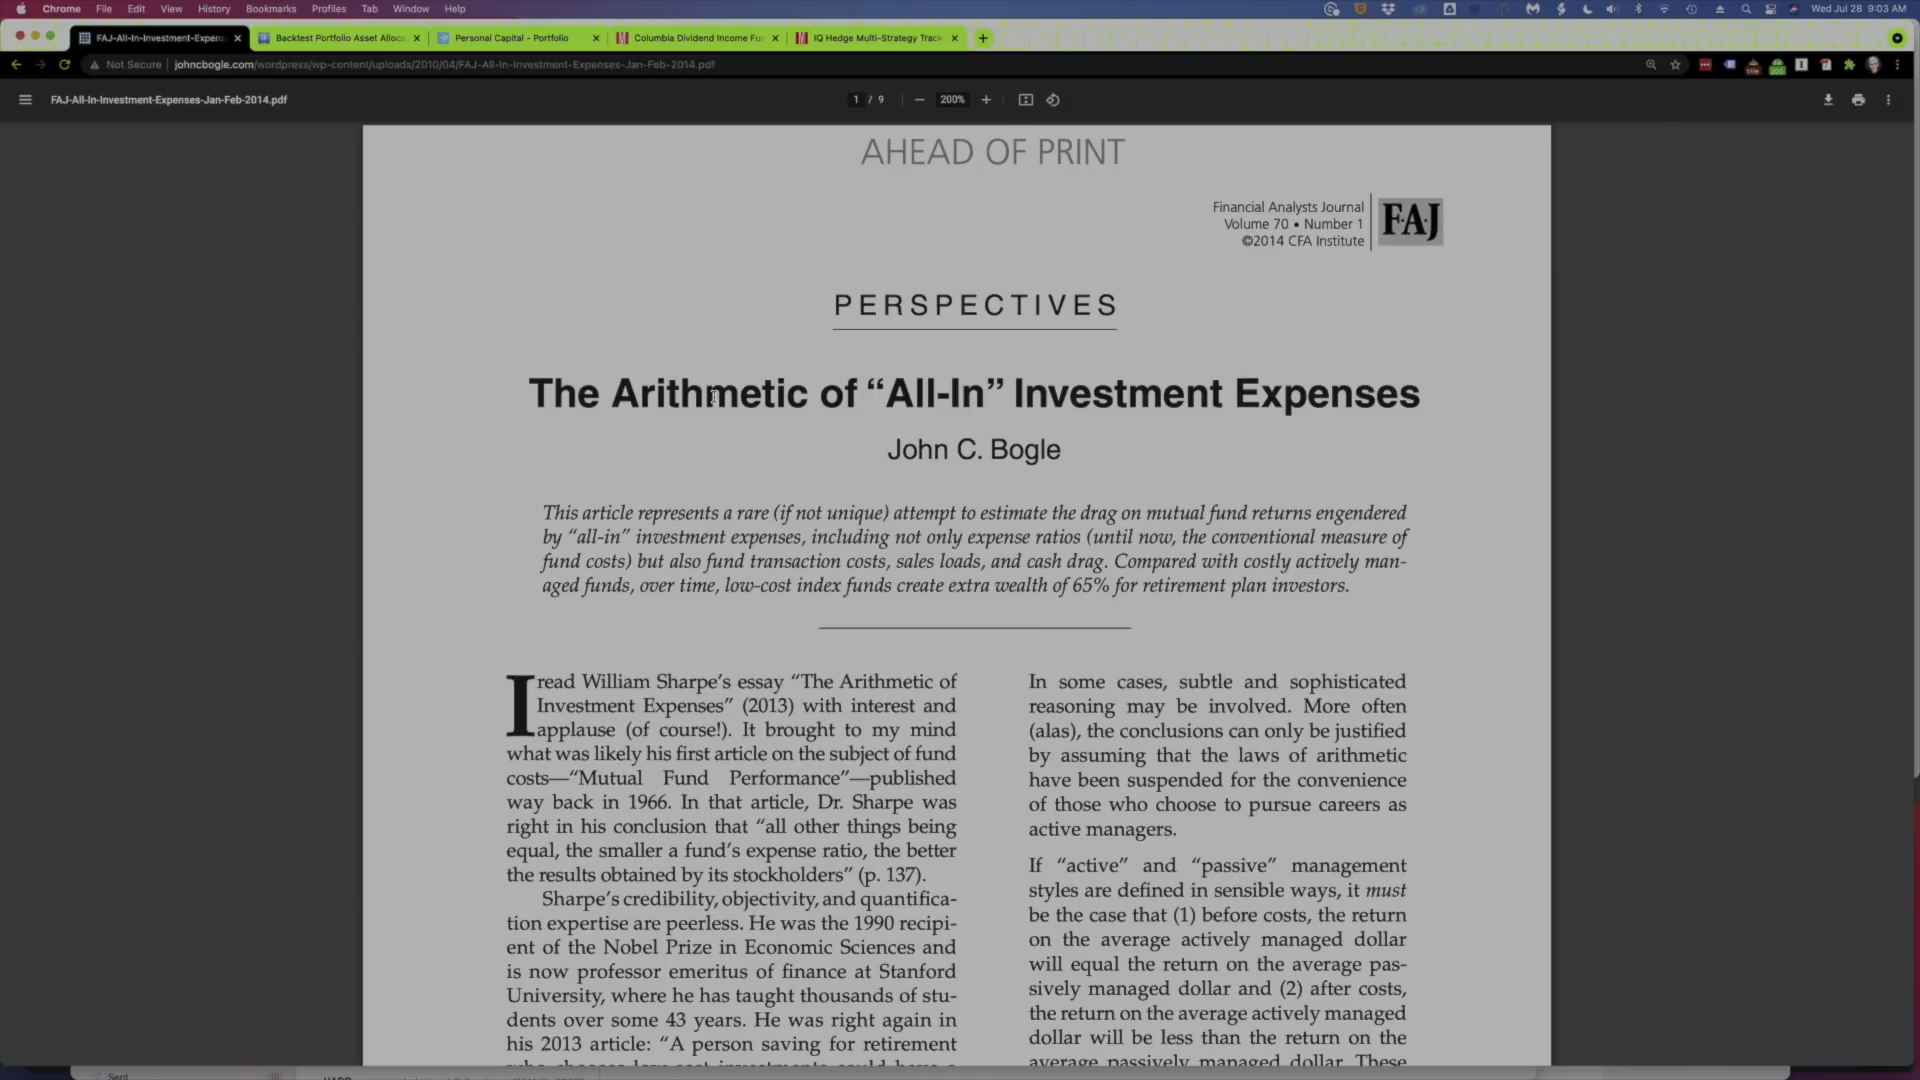 Chrome File Edit View History Bookmarks Profiles Tab Window Help
Wed Jul 28 9:03 AM
FAJ-All-In-Investment-Expens
Backtest Portfolio Asset Alloca
Personal Capital - Portfolio
Columbia Dividend Income Fun
IQ Hedge Multi-Strategy Track
Not Secure
johncbogle.com/wordpress/wp-content/uploads/2010/04/FAJ-All-In-Investment-Expenses-Jan-Feb-2014.pdf
FAJ-All-In-Investment-Expenses-Jan-Feb-2014.pdf
1 / 9
200%
AHEAD OF PRINT
Financial Analysts Journal
Volume 70 • Number 1
©2014 CFA Institute
FAJ
PERSPECTIVES
The Arithmetic of “All-In” Investment Expenses
John C. Bogle
This article represents a rare (if not unique) attempt to estimate the drag on mutual fund returns engendered
by “all-in” investment expenses, including not only expense ratios (until now, the conventional measure of
fund costs) but also fund transaction costs, sales loads, and cash drag. Compared with costly actively man-
aged funds, over time, low-cost index funds create extra wealth of 65% for retirement plan investors.
I read William Sharpe’s essay “The Arithmetic of
Investment Expenses” (2013) with interest and
applause (of course!). It brought to my mind
what was likely his first article on the subject of fund
costs—“Mutual Fund Performance”—published
way back in 1966. In that article, Dr. Sharpe was
right in his conclusion that “all other things being
equal, the smaller a fund’s expense ratio, the better
the results obtained by its stockholders” (p. 137).
Sharpe’s credibility, objectivity, and quantifica-
tion expertise are peerless. He was the 1990 recipi-
ent of the Nobel Prize in Economic Sciences and
is now professor emeritus of finance at Stanford
University, where he has taught thousands of stu-
dents over some 43 years. He was right again in
his 2013 article: “A person saving for retirement
In some cases, subtle and sophisticated
reasoning may be involved. More often
(alas), the conclusions can only be justified
by assuming that the laws of arithmetic
have been suspended for the convenience
of those who choose to pursue careers as
active managers.
If “active” and “passive” management
styles are defined in sensible ways, it must
be the case that (1) before costs, the return
on the average actively managed dollar
will equal the return on the average pas-
sively managed dollar and (2) after costs,
the return on the average actively managed
dollar will be less than the return on the
average passively managed dollar. These
Sent